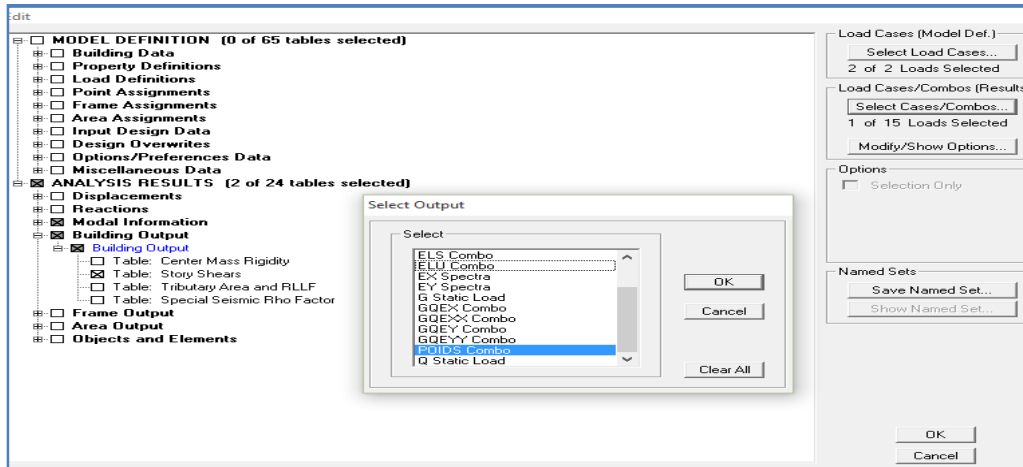 Edit
MODEL DEFINITION (0 of 65 tables selected)
Building Data
Property Definitions
Load Definitions
Point Assignments
Frame Assignments
Area Assignments
Input Design Data
Design Overwrites
Options/Preferences Data
Miscellaneous Data
ANALYSIS RESULTS (2 of 24 tables selected)
Displacements
Reactions
Modal Information
Building Output
Building Output
Table: Center Mass Rigidity
Table: Story Shears
Table: Tributary Area and RLLF
Table: Special Seismic Rho Factor
Frame Output
Area Output
Objects and Elements
Select Output
Select
ELS Combo
ELU Combo
EX Spectra
EY Spectra
G Static Load
GQEX Combo
GQEXX Combo
GQEY Combo
GQEYY Combo
POIDS Combo
Q Static Load
OK
Cancel
Clear All
Load Cases (Model Def.)
Select Load Cases...
2 of 2 Loads Selected
Load Cases/Combos (Results
Select Cases/Combos...
1 of 15 Loads Selected
Modify/Show Options...
Options
Selection Only
Named Sets
Save Named Set...
Show Named Set...
OK
Cancel